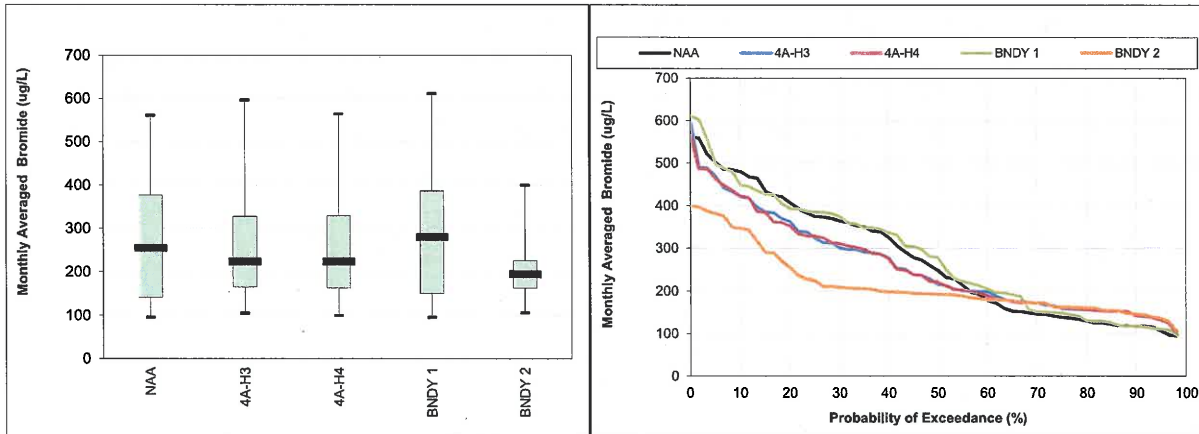 Monthly Averaged Bromide (ug/L)
700
600
500
400
300
200
100
0
NAA
4A-H3
4A-H4
BNDY 1
BNDY 2
NAA 4A-H3 4A-H4 BNDY 1 BNDY 2
Monthly Averaged Bromide (ug/L)
700
600
500
400
300
200
100
0
0 10 20 30 40 50 60 70 80 90 100
Probability of Exceedance (%)